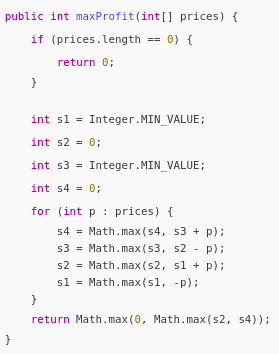 public int maxProfit(int[] prices) {
    if (prices.length == 0) {
        return 0;
    }

    int s1 = Integer.MIN_VALUE;
    int s2 = 0;
    int s3 = Integer.MIN_VALUE;
    int s4 = 0;
    for (int p : prices) {
        s4 = Math.max(s4, s3 + p);
        s3 = Math.max(s3, s2 - p);
        s2 = Math.max(s2, s1 + p);
        s1 = Math.max(s1, -p);
    }
    return Math.max(0, Math.max(s2, s4));
}